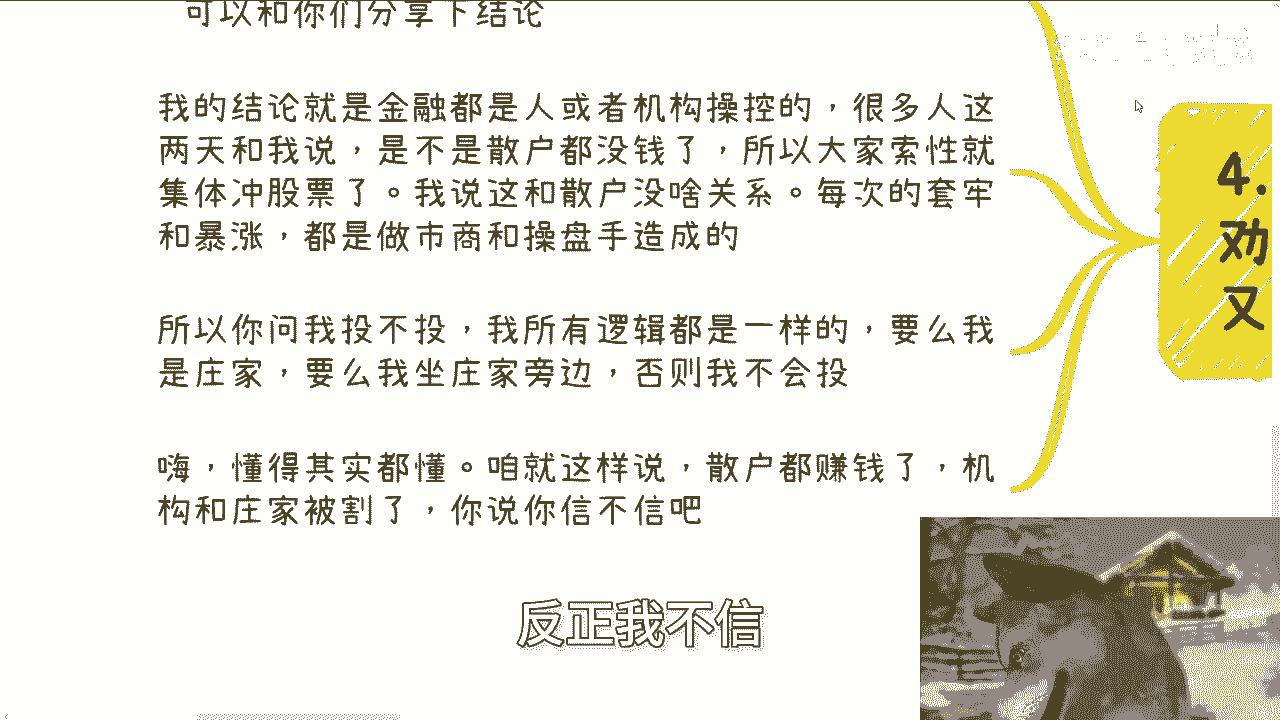 可以和你们分享下结论
我的结论就是金融都是人或者机构操控的，很多人这
两天和我说，是不是散户都没钱了，所以大家索性就
集体冲股票了。我说这和散户没啥关系。每次的套牢
和暴涨，都是做市商和操盘手造成的
所以你问我投不投，我所有逻辑都是一样的，要么我
是庄家，要么我坐庄家旁边，否则我不会投
嗨，懂得其实都懂。咱就这样说，散户都赚钱了，机
构和庄家被割了，你说你信不信吧
4.
劝
又
反正我不信